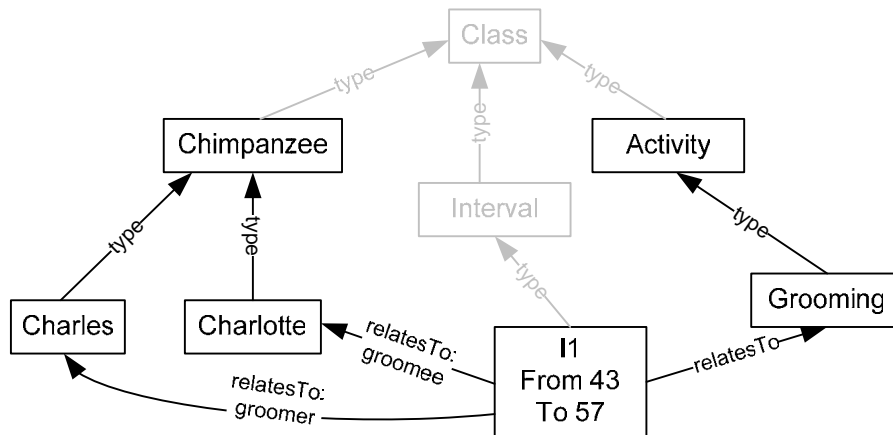 Class
type
type
type
Chimpanzee
Activity
Interval
type
type
type
type
Charles
Charlotte
relatesTo:
groomee
I1
From 43
To 57
relatesTo
Grooming
relatesTo:
groomer